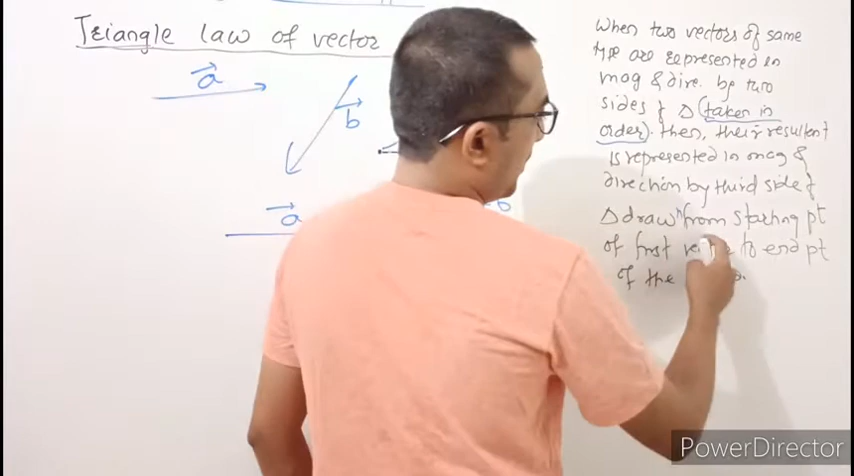 Triangle law of vector
a
b
a
b
When two vectors of same
type are represented in
mag & dire. by two
sides of Δ (taken in
order). then, their resultant
is represented in mag &
direction by third side of
Δ drawn from starting pt
of first to end pt
of the
PowerDirector